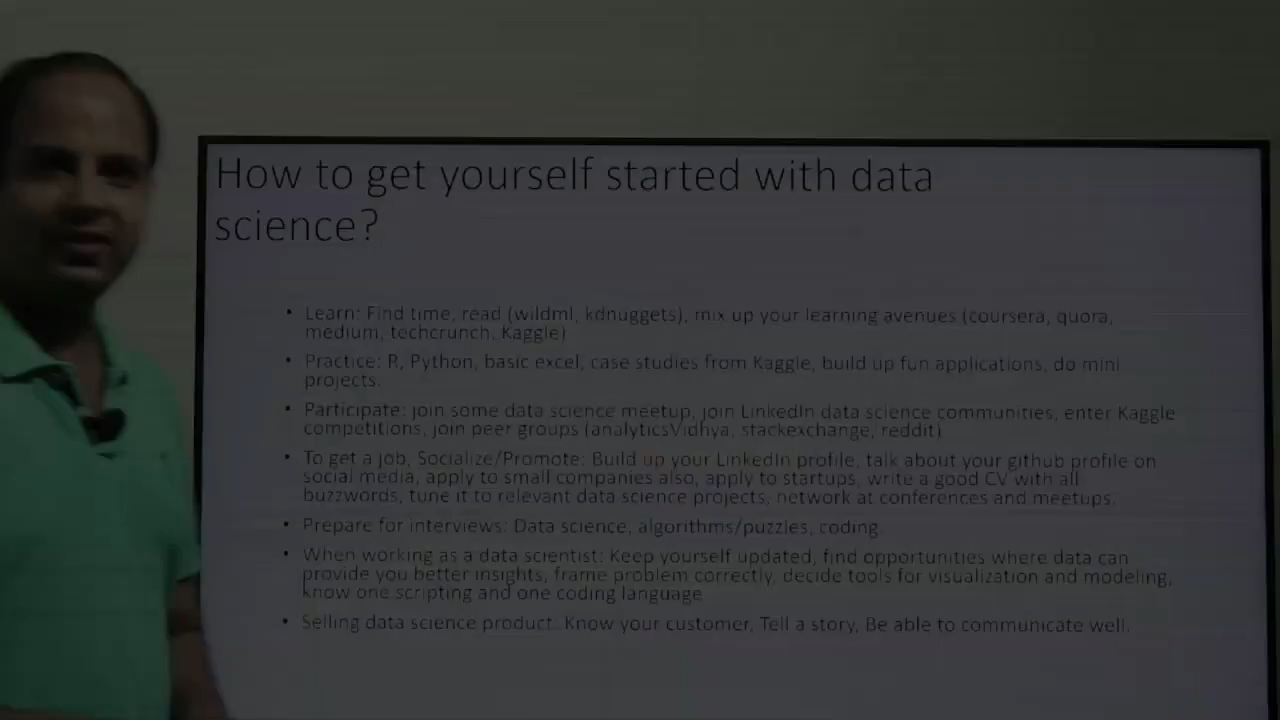 How to get yourself started with data
science?
• Learn: Find time, read (wildml, kdnuggets), mix up your learning avenues (coursera, quora,
medium, techcrunch, Kaggle)
• Practice: R, Python, basic excel, case studies from Kaggle, build up fun applications, do mini
projects.
• Participate: join some data science meetup, join LinkedIn data science communities, enter Kaggle
competitions, join peer groups (analyticsVidhya, stackexchange, reddit)
• To get a job, Socialize/Promote: Build up your LinkedIn profile, talk about your github profile on
social media, apply to small companies also, apply to startups, write a good CV with all
buzzwords, tune it to relevant data science projects, network at conferences and meetups.
• Prepare for interviews: Data science, algorithms/puzzles, coding.
• When working as a data scientist: Keep yourself updated, find opportunities where data can
provide you better insights, frame problem correctly, decide tools for visualization and modeling,
know one scripting and one coding language
• Selling data science product: Know your customer, Tell a story, Be able to communicate well.